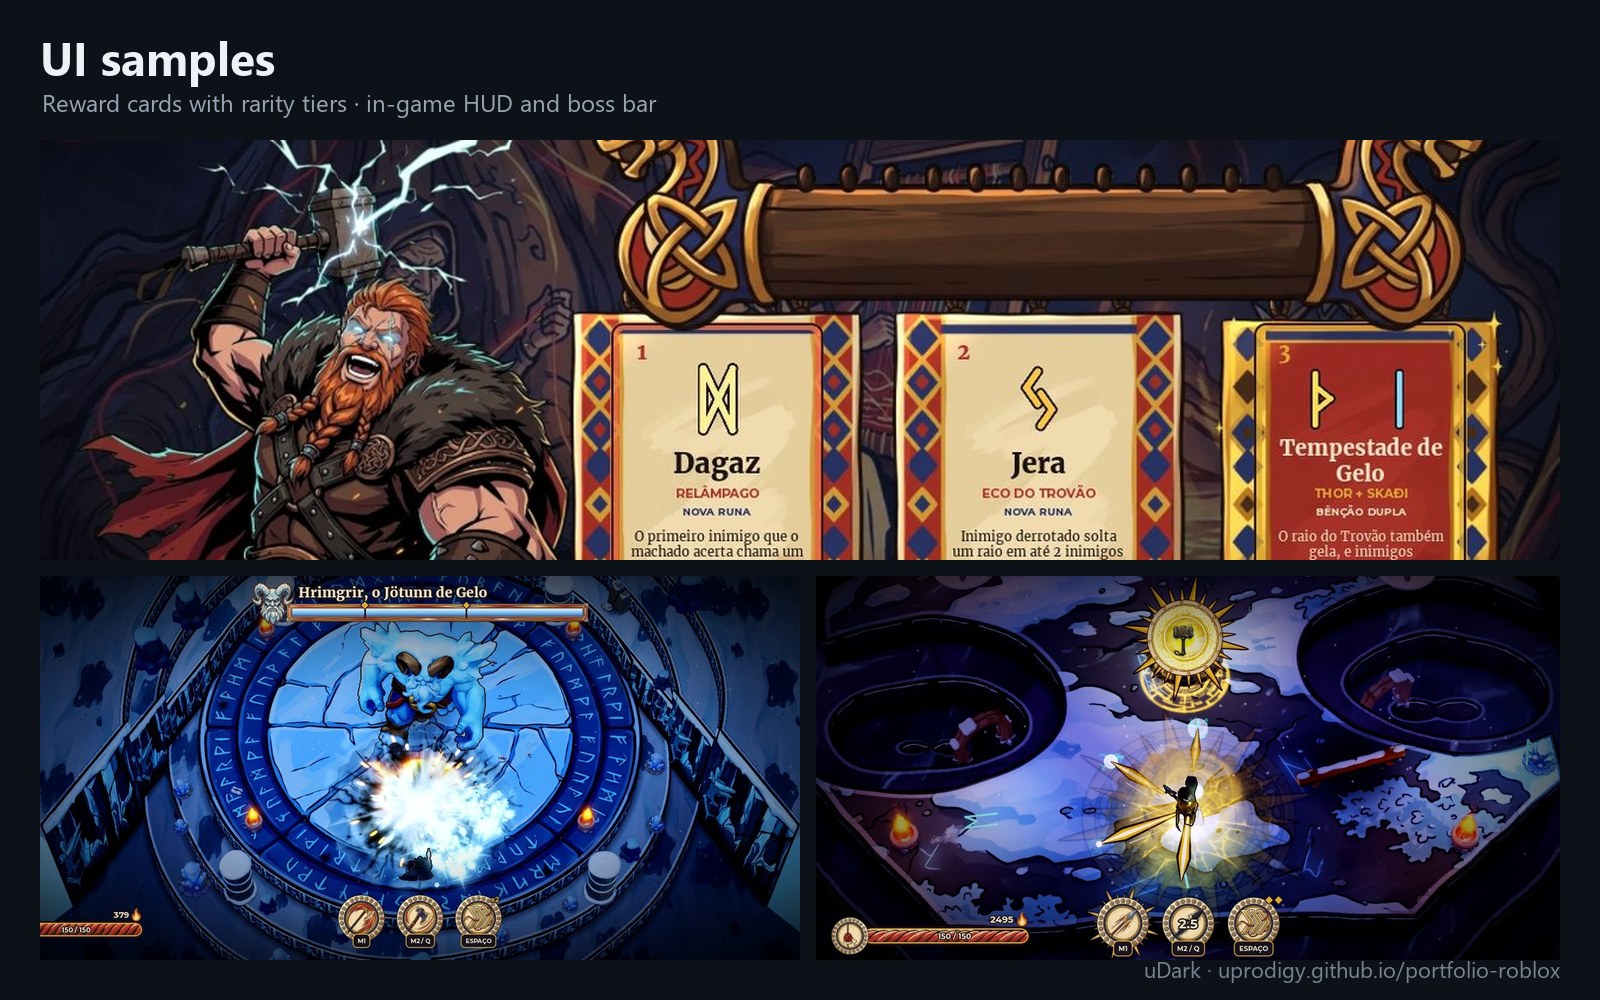 UI samples
Reward cards with rarity tiers · in-game HUD and boss bar
1
Dagaz
RELÂMPAGO
NOVA RUNA
O primeiro inimigo que o
machado acerta chama um
2
Jera
ECO DO TROVÃO
NOVA RUNA
Inimigo derrotado solta
um raio em até 2 inimigos
3
Tempestade de
Gelo
THOR + SKAÐI
BÊNÇÃO DUPLA
O raio do Trovão também
gela, e inimigos
Hrimgrir, o Jötunn de Gelo
379
150 / 150
M1
M2 / Q
ESPAÇO
2495
150 / 150
2.5
M1
M2 / Q
ESPAÇO
uDark · uprodigy.github.io/portfolio-roblox